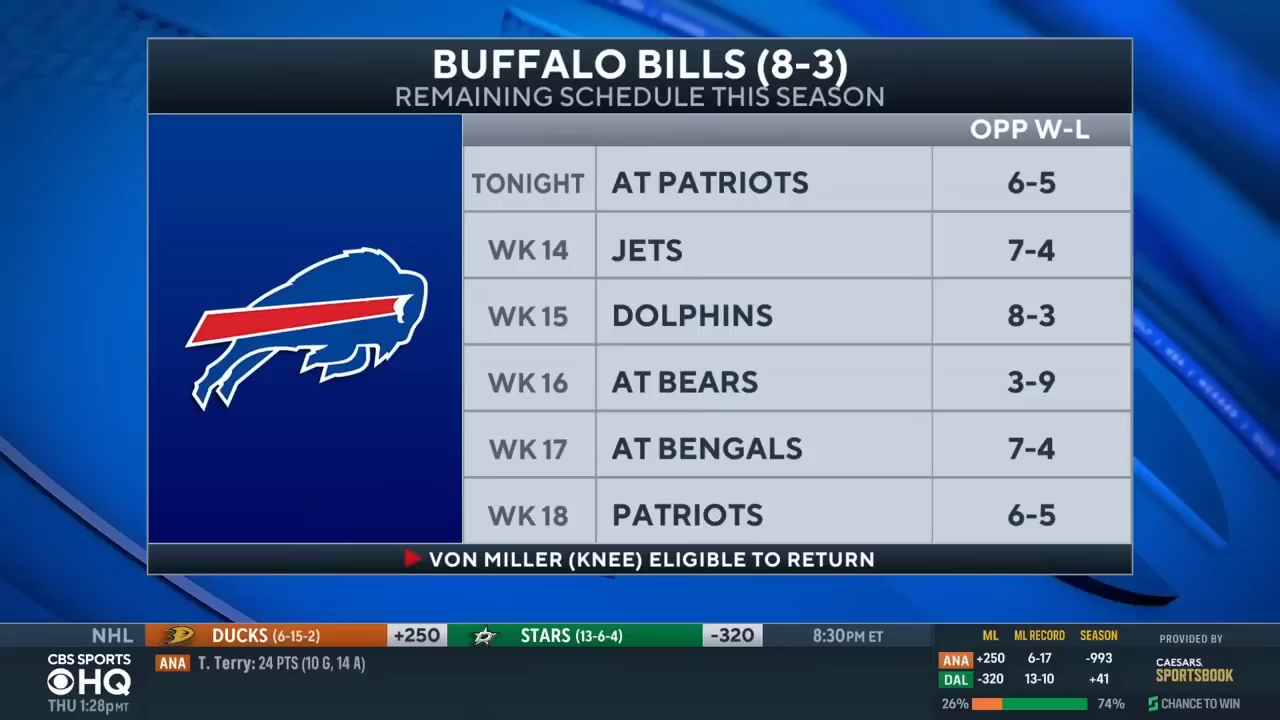 BUFFALO BILLS (8-3)
REMAINING SCHEDULE THIS SEASON
OPP W-L
TONIGHT AT PATRIOTS 6-5
WK 14 JETS 7-4
WK 15 DOLPHINS 8-3
WK 16 AT BEARS 3-9
WK 17 AT BENGALS 7-4
WK 18 PATRIOTS 6-5
VON MILLER (KNEE) ELIGIBLE TO RETURN
NHL DUCKS (6-15-2) +250 STARS (13-6-4) -320 8:30PM ET
CBS SPORTS
HQ
THU 1:28PMT
ANA T. Terry: 24 PTS (10 G, 14 A)
ML ML RECORD SEASON
ANA +250 6-17 -993
DAL -320 13-10 +41
26% 74%
PROVIDED BY
CAESARS
SPORTSBOOK
CHANCE TO WIN